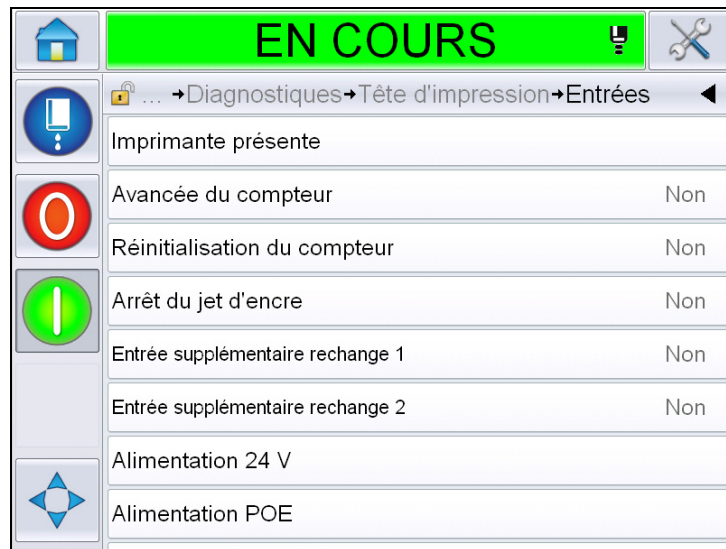 EN COURS
... →Diagnostiques→Tête d'impression→Entrées
Imprimante présente
Avancée du compteur Non
Réinitialisation du compteur Non
Arrêt du jet d'encre Non
Entrée supplémentaire rechange 1 Non
Entrée supplémentaire rechange 2 Non
Alimentation 24 V
Alimentation POE